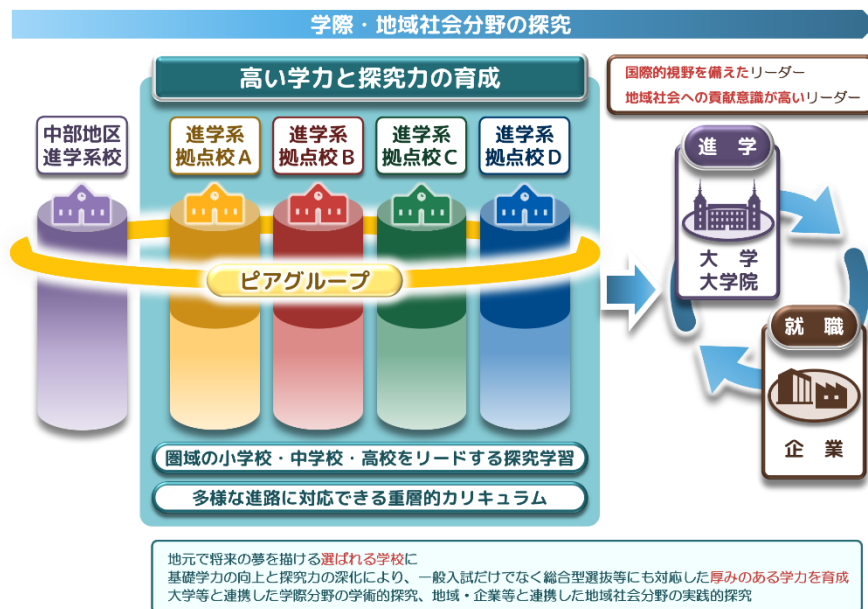 学際・地域社会分野の探究
高い学力と探究力の育成
国際的視野を備えたリーダー
地域社会への貢献意識が高いリーダー
中部地区
進学系校
進学系
拠点校A
進学系
拠点校B
進学系
拠点校C
進学系
拠点校D
ピアグループ
進学
大学
大学院
就職
企業
圏域の小学校・中学校・高校をリードする探究学習
多様な進路に対応できる重層的カリキュラム
地元で将来の夢を描ける選ばれる学校に
基礎学力の向上と探究力の深化により、一般入試だけでなく総合型選抜等にも対応した厚みのある学力を育成
大学等と連携した学際分野の学術的探究、地域・企業等と連携した地域社会分野の実践的探究